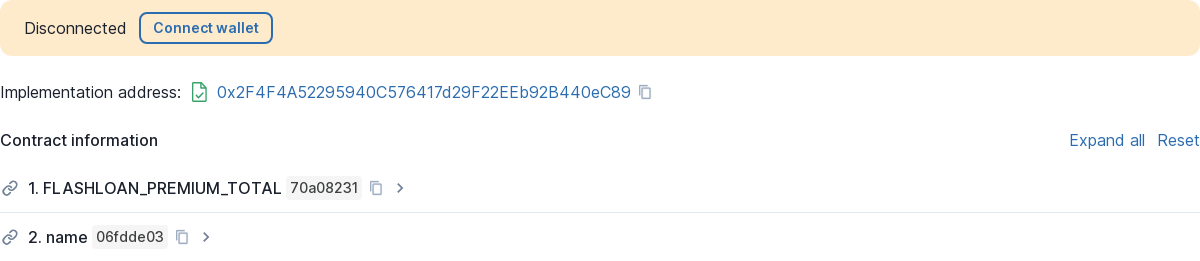 Disconnected Connect wallet
Implementation address: 0x2F4F4A52295940C576417d29F22EEb92B440eC89
Contract information Expand all Reset
1. FLASHLOAN_PREMIUM_TOTAL 70a08231
2. name 06fdde03